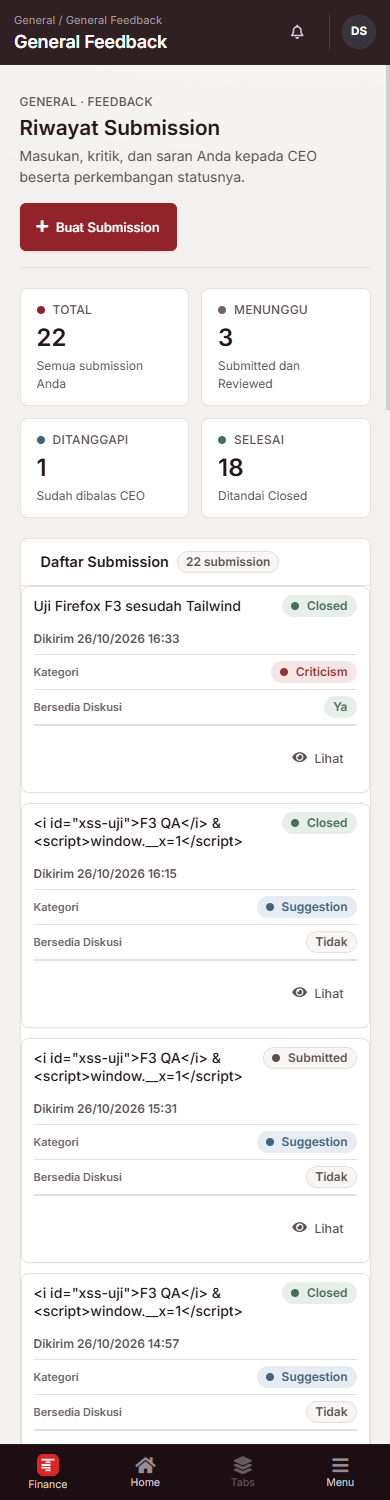 General / General Feedback
General Feedback
DS
GENERAL · FEEDBACK
Riwayat Submission
Masukan, kritik, dan saran Anda kepada CEO
beserta perkembangan statusnya.
+ Buat Submission
TOTAL
22
Semua submission
Anda
MENUNGGU
3
Submitted dan
Reviewed
DITANGGAPI
1
Sudah dibalas CEO
SELESAI
18
Ditandai Closed
Daftar Submission 22 submission
Uji Firefox F3 sesudah Tailwind Closed
Dikirim 26/10/2026 16:33
Kategori Criticism
Bersedia Diskusi Ya
Lihat
<i id="xss-uji">F3 QA</i> & Closed
<script>window.__x=1</script>
Dikirim 26/10/2026 16:15
Kategori Suggestion
Bersedia Diskusi Tidak
Lihat
<i id="xss-uji">F3 QA</i> & Submitted
<script>window.__x=1</script>
Dikirim 26/10/2026 15:31
Kategori Suggestion
Bersedia Diskusi Tidak
Lihat
<i id="xss-uji">F3 QA</i> & Closed
<script>window.__x=1</script>
Dikirim 26/10/2026 14:57
Kategori Suggestion
Bersedia Diskusi Tidak
Finance Home Tabs Menu